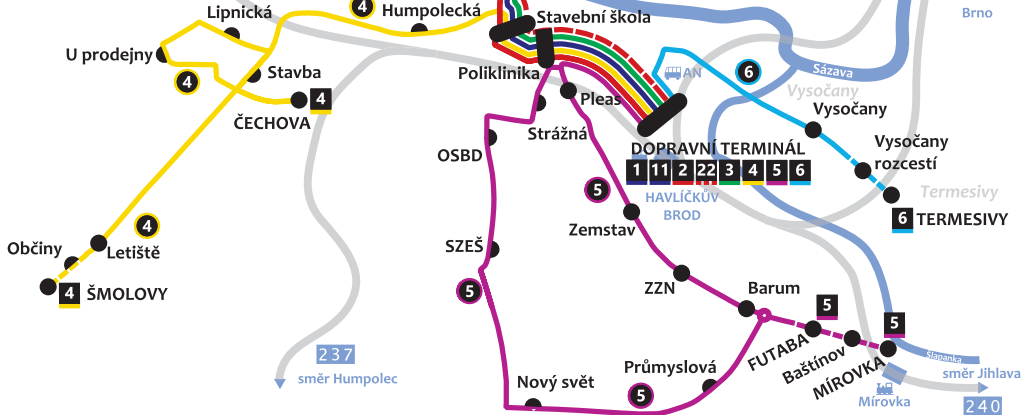 Lipnická
4
Humpolecká
Stavební škola
Brno
U prodejny
4
Stavba
Poliklinika
AN
6
Sázava
4
ČECHOVA
Pleas
Vysočany
Vysočany
Strážná
OSBD
DOPRAVNÍ TERMINÁL
Vysočany
rozcestí
1 11 2 22 3 4 5 6
5
HAVLÍČKŮV
BROD
Termesivy
6 TERMESIVY
4
Zemstav
Občiny
Letiště
SZEŠ
4 ŠMOLOVY
5
ZZN
Barum
5
5
FUTABA
Baštínov
MÍROVKA
Šlapanka
237
směr Humpolec
Nový svět
Průmyslová
5
směr Jihlava
Mírovka
240